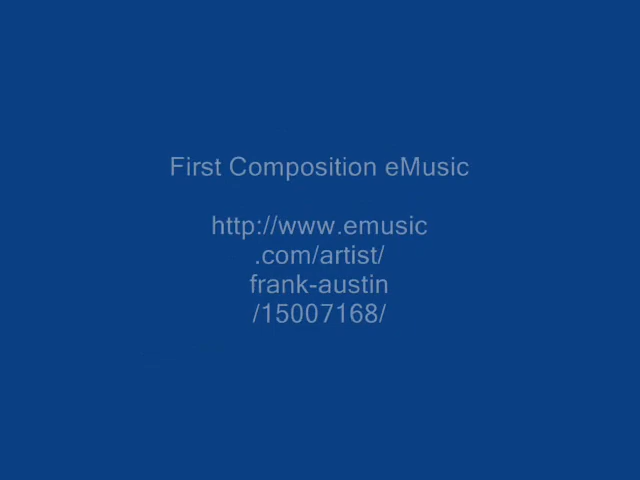 First Composition eMusic
http://www.emusic
.com/artist/
frank-austin
/15007168/